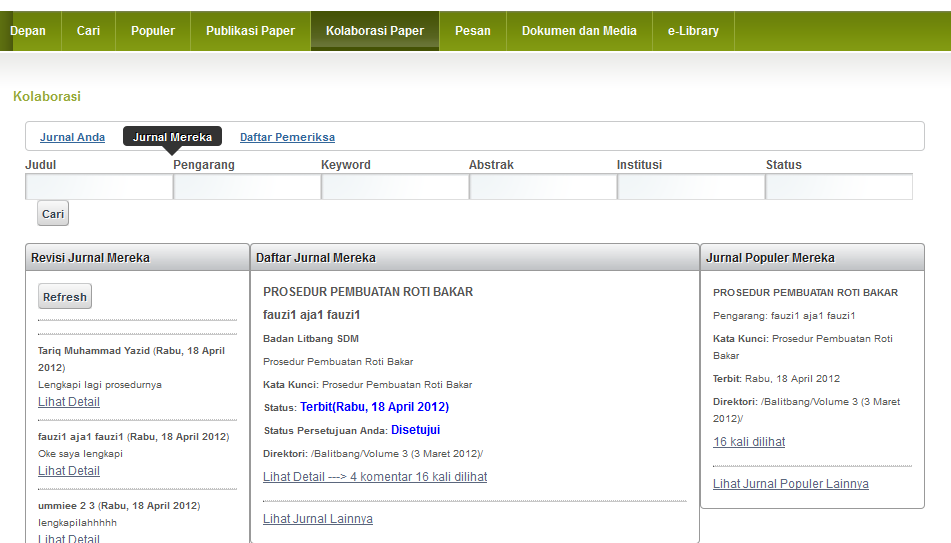 Depan Cari Populer Publikasi Paper Kolaborasi Paper Pesan Dokumen dan Media e-Library
Kolaborasi
Jurnal Anda Jurnal Mereka Daftar Pemeriksa
Judul Pengarang Keyword Abstrak Institusi Status
Cari
Revisi Jurnal Mereka
Refresh
Tariq Muhammad Yazid (Rabu, 18 April
2012)
Lengkapi lagi prosedurnya
Lihat Detail
fauzi1 aja1 fauzi1 (Rabu, 18 April 2012)
Oke saya lengkapi
Lihat Detail
ummiee 2 3 (Rabu, 18 April 2012)
lengkapilahhhhh
Lihat Detail
Daftar Jurnal Mereka
PROSEDUR PEMBUATAN ROTI BAKAR
fauzi1 aja1 fauzi1
Badan Litbang SDM
Prosedur Pembuatan Roti Bakar
Kata Kunci: Prosedur Pembuatan Roti Bakar
Status: Terbit(Rabu, 18 April 2012)
Status Persetujuan Anda: Disetujui
Direktori: /Balitbang/Volume 3 (3 Maret 2012)/
Lihat Detail ---> 4 komentar 16 kali dilihat
Lihat Jurnal Lainnya
Jurnal Populer Mereka
PROSEDUR PEMBUATAN ROTI BAKAR
Pengarang: fauzi1 aja1 fauzi1
Kata Kunci: Prosedur Pembuatan Roti
Bakar
Terbit: Rabu, 18 April 2012
Direktori: /Balitbang/Volume 3 (3 Maret
2012)/
16 kali dilihat
Lihat Jurnal Populer Lainnya